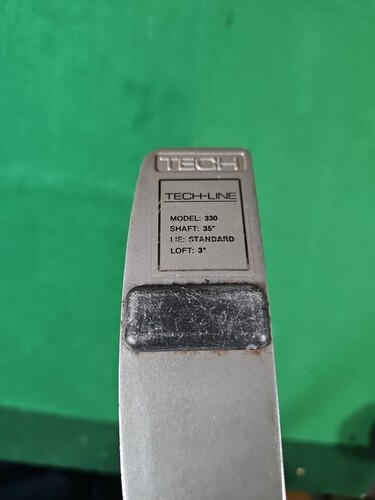 TECH
TECH-LINE
MODEL: 330
SHAFT: 35"
LIE: STANDARD
LOFT: 3°